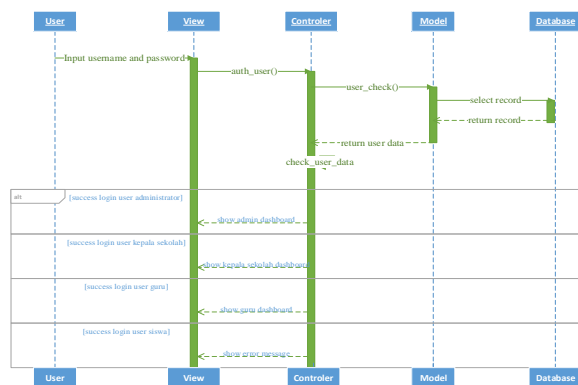 User View Controler Model Database
Input username and password
auth_user()
user_check()
select record
return record
return user data
check_user_data
alt [success login user administrator]
show admin dashboard
[success login user kepala sekolah]
show kepala sekolah dashboard
[success login user guru]
show guru dashboard
[success login user siswa]
show error message
User View Controler Model Database